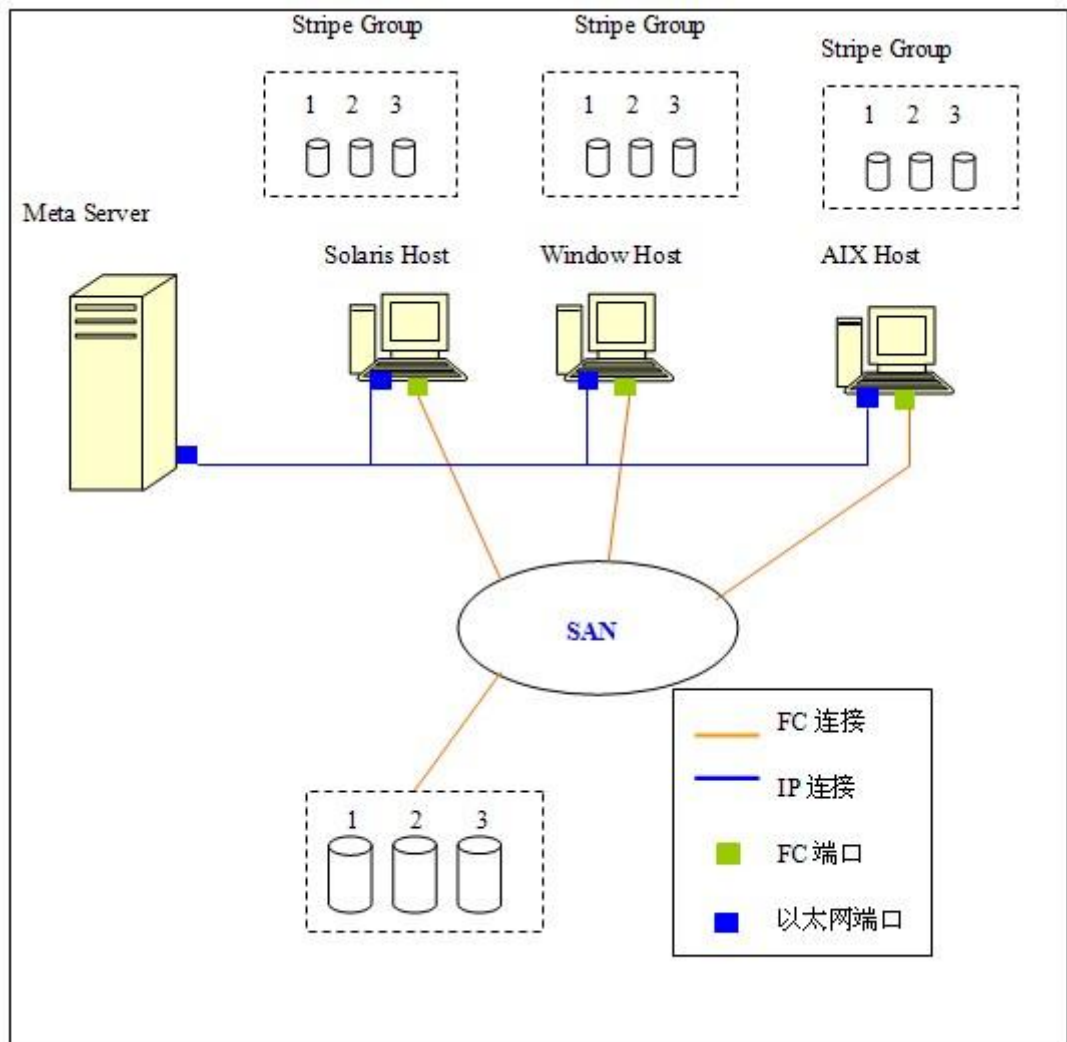 Stripe Group
Stripe Group
Stripe Group
1 2 3
1 2 3
1 2 3
Meta Server
Solaris Host
Window Host
AIX Host
SAN
FC 连接
IP 连接
FC 端口
以太网端口
1 2 3